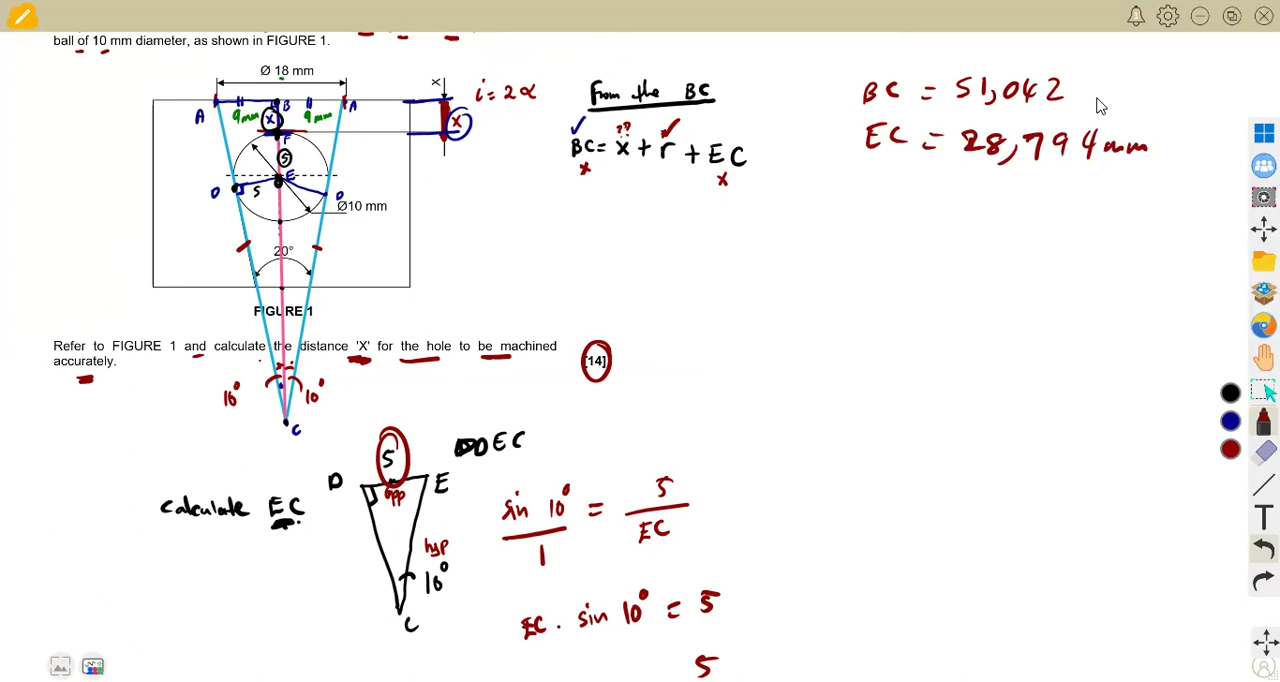 ball of 10 mm diameter, as shown in FIGURE 1.
Ø 18 mm
x
i = 2α
A
B
A
9mm
9mm
X
x
F
5
E
D
5
D
Ø10 mm
20°
FIGURE 1
From the BC
??
BC = x + r + EC
x
x
BC = 51,042
EC = 28,794mm
Refer to FIGURE 1 and calculate the distance 'X' for the hole to be machined
accurately.
[14]
10°
10°
C
calculate EC
DEC
5
D
E
opp
hyp
10°
C
sin 10° = 5
1
EC
EC . sin 10° = 5
5
T